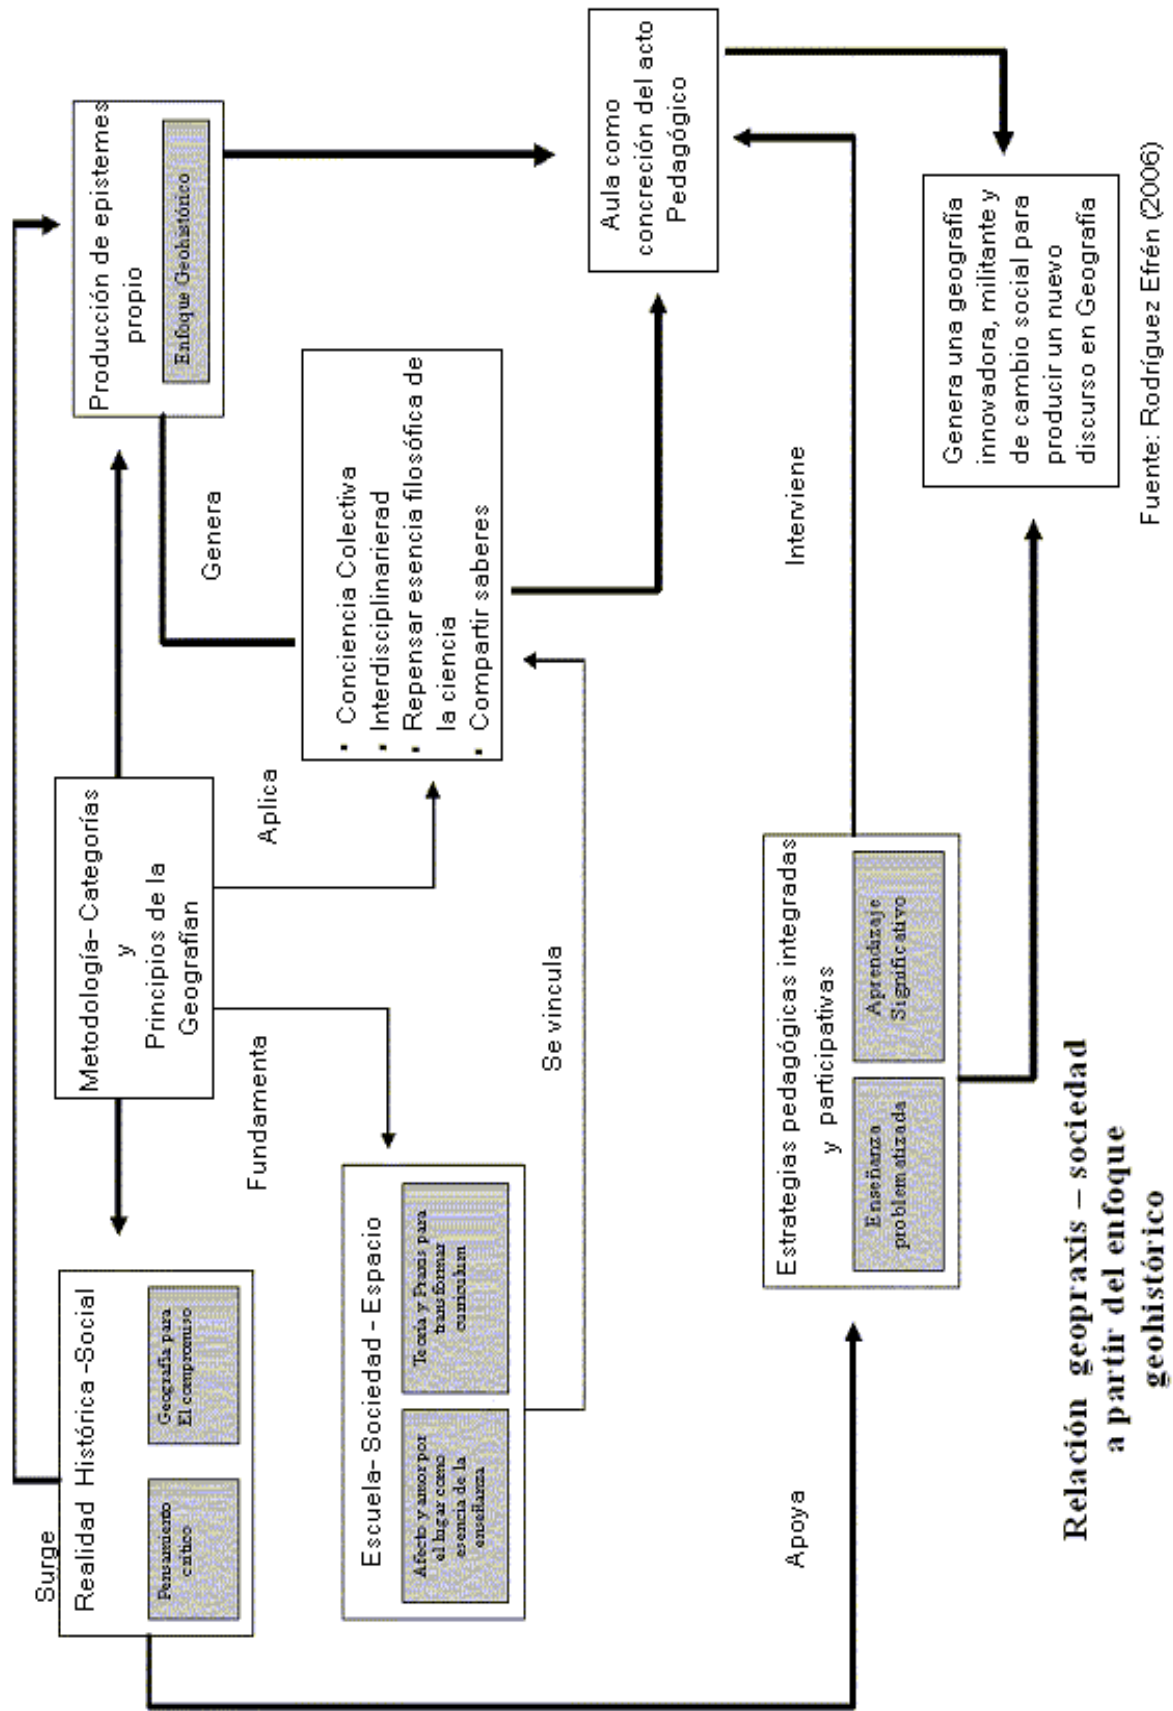 Surge
Realidad Histórica -Social
Pensamiento
crítico
Geografía para
El compromiso
Metodología- Categorías
y
Principios de la
Geografían
Producción de epistemes
propio
Enfoque Geohistórico
Fundamenta
Aplica
Genera
Escuela- Sociedad - Espacio
Afecto y amor por
el lugar como
esencia de la
enseñanza
Teoría y Praxis para
transformar
curriculum
▪ Conciencia Colectiva
▪ Interdisciplinarierad
▪ Repensar esencia filosófica de
la ciencia
▪ Compartir saberes
Se vincula
Aula como
concreción del acto
Pedagógico
Apoya
Estrategias pedagógicas integradas
y participativas
Enseñanza
problematizada
Aprendizaje
Significativo
Interviene
Genera una geografía
innovadora, militante y
de cambio social para
producir un nuevo
discurso en Geografía
Relación geopraxis – sociedad
a partir del enfoque
geohistórico
Fuente: Rodríguez Efrén (2006)